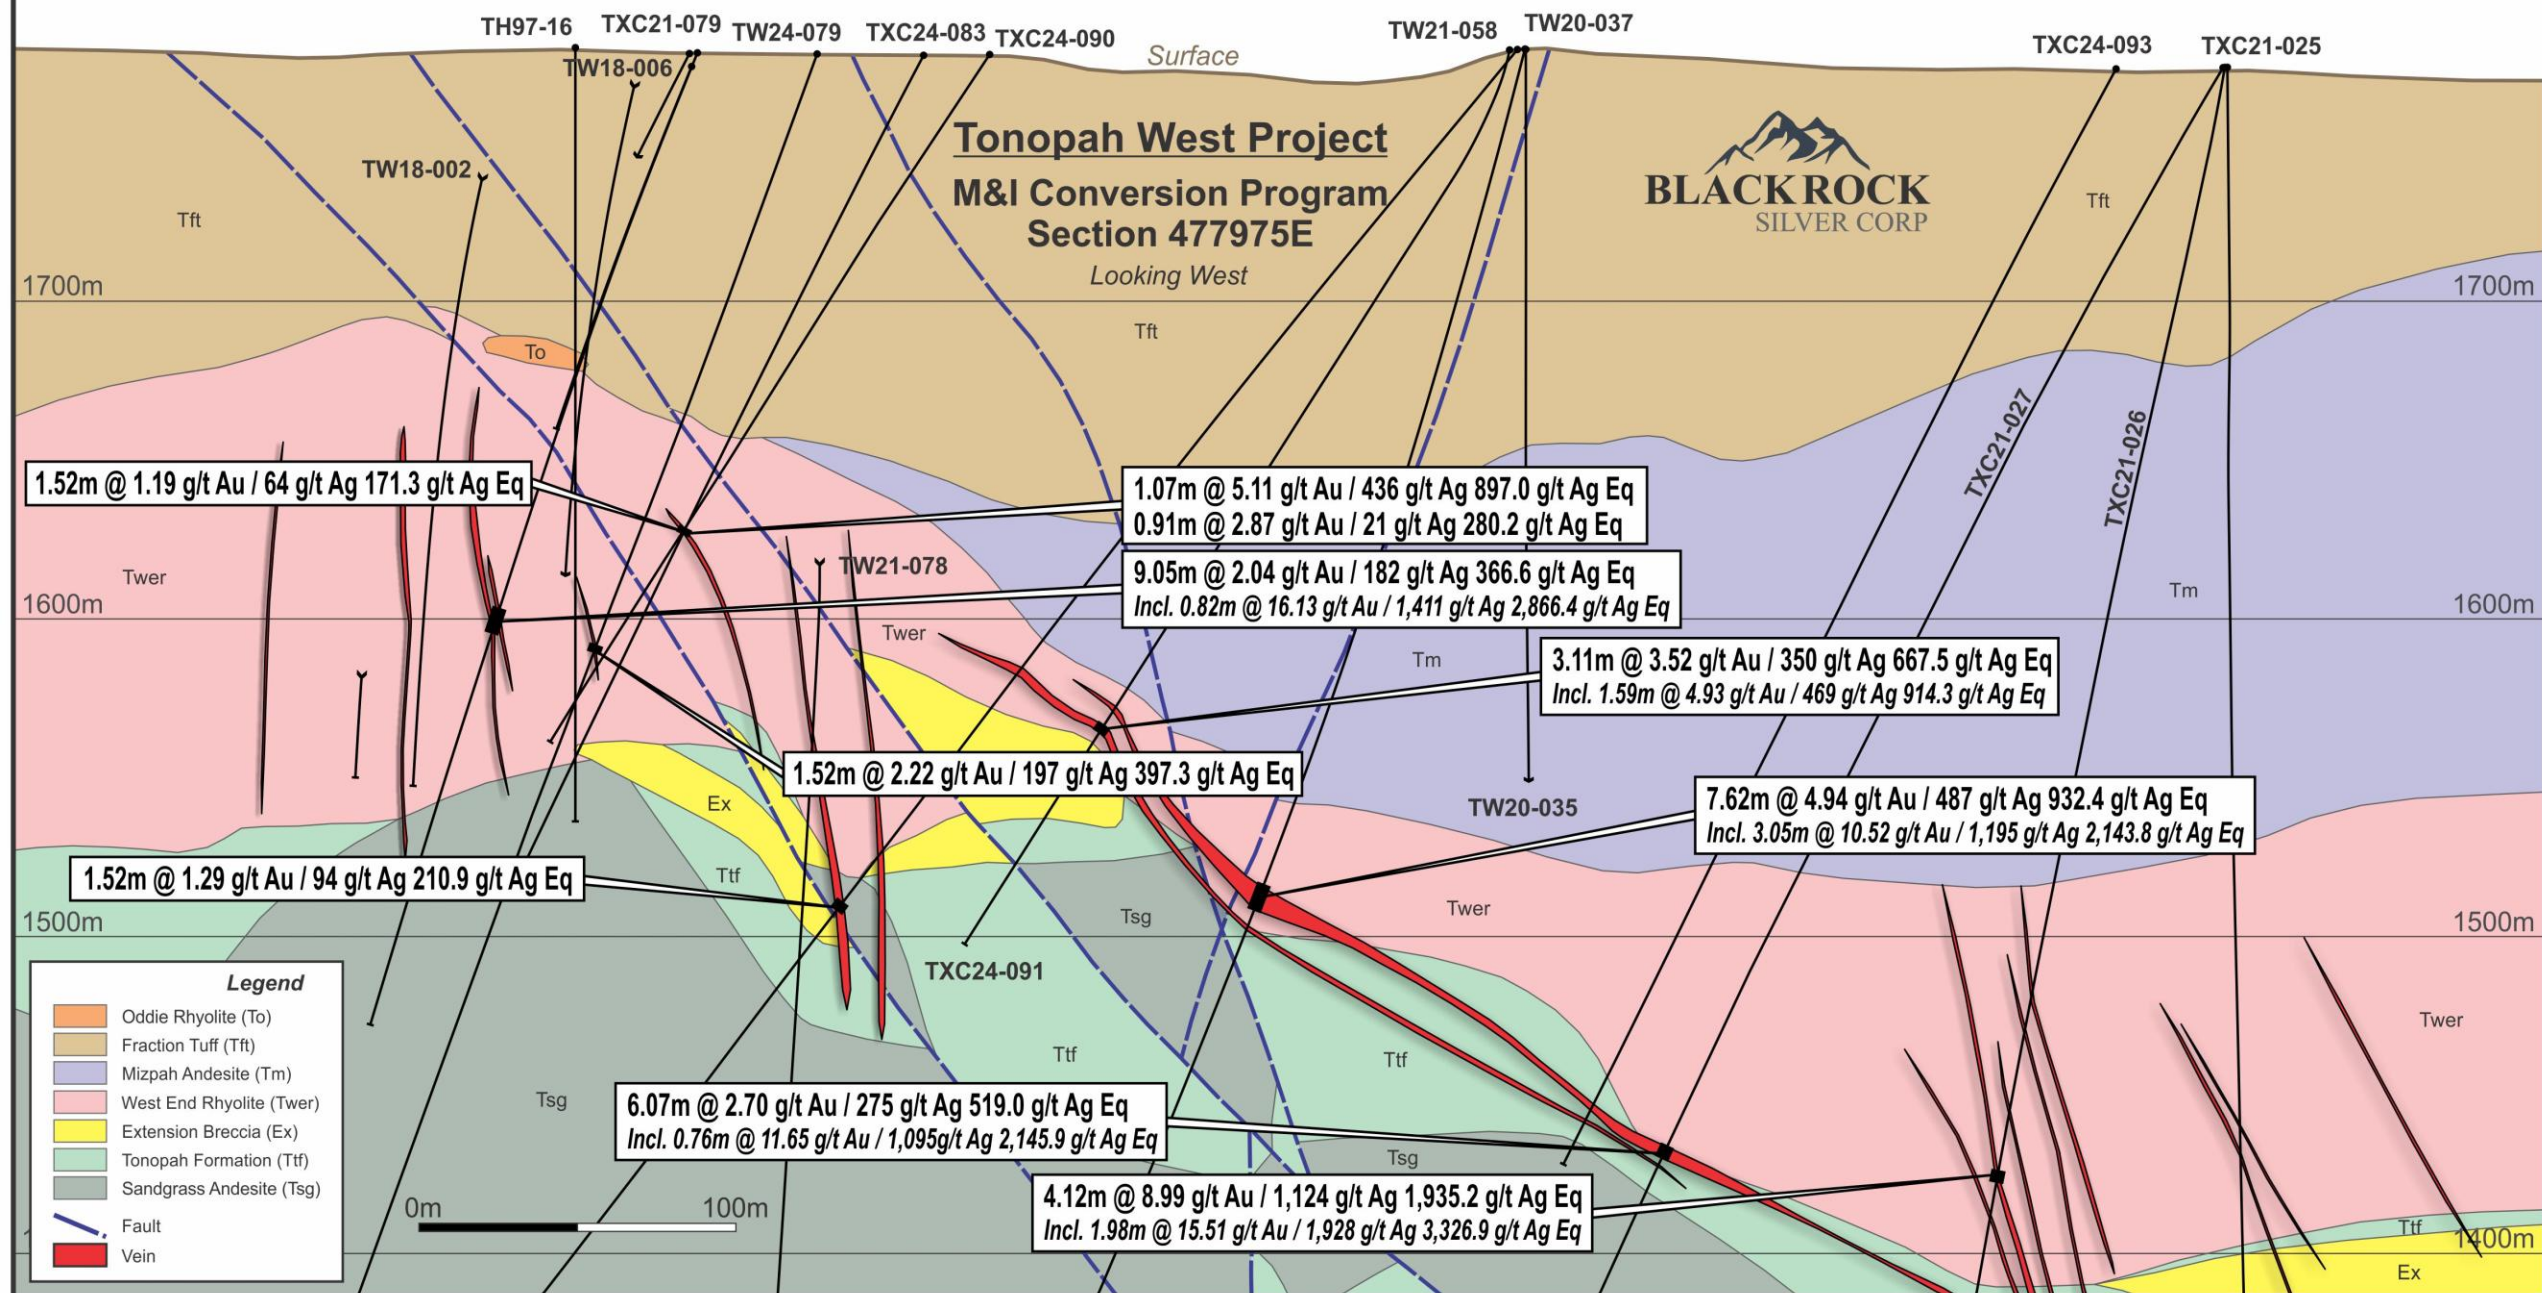 TH97-16
TXC21-079
TW24-079
TXC24-083
TXC24-090
Surface
TW21-058
TW20-037
TXC24-093
TXC21-025
TW18-006
TW18-002
Tonopah West Project
M&I Conversion Program
Section 477975E
Looking West
BLACKROCK
SILVER CORP
Tft
Tft
1700m
1700m
Tft
To
TXC21-027
TXC21-026
1.52m @ 1.19 g/t Au / 64 g/t Ag 171.3 g/t Ag Eq
1.07m @ 5.11 g/t Au / 436 g/t Ag 897.0 g/t Ag Eq
0.91m @ 2.87 g/t Au / 21 g/t Ag 280.2 g/t Ag Eq
TW21-078
Twer
9.05m @ 2.04 g/t Au / 182 g/t Ag 366.6 g/t Ag Eq
Incl. 0.82m @ 16.13 g/t Au / 1,411 g/t Ag 2,866.4 g/t Ag Eq
Tm
1600m
1600m
Twer
Tm
3.11m @ 3.52 g/t Au / 350 g/t Ag 667.5 g/t Ag Eq
Incl. 1.59m @ 4.93 g/t Au / 469 g/t Ag 914.3 g/t Ag Eq
1.52m @ 2.22 g/t Au / 197 g/t Ag 397.3 g/t Ag Eq
Ex
TW20-035
7.62m @ 4.94 g/t Au / 487 g/t Ag 932.4 g/t Ag Eq
Incl. 3.05m @ 10.52 g/t Au / 1,195 g/t Ag 2,143.8 g/t Ag Eq
1.52m @ 1.29 g/t Au / 94 g/t Ag 210.9 g/t Ag Eq
Ttf
Tsg
Twer
1500m
1500m
TXC24-091
Twer
Ttf
Ttf
Tsg
Legend
Oddie Rhyolite (To)
Fraction Tuff (Tft)
Mizpah Andesite (Tm)
West End Rhyolite (Twer)
Extension Breccia (Ex)
Tonopah Formation (Ttf)
Sandgrass Andesite (Tsg)
Fault
Vein
6.07m @ 2.70 g/t Au / 275 g/t Ag 519.0 g/t Ag Eq
Incl. 0.76m @ 11.65 g/t Au / 1,095g/t Ag 2,145.9 g/t Ag Eq
Tsg
4.12m @ 8.99 g/t Au / 1,124 g/t Ag 1,935.2 g/t Ag Eq
Incl. 1.98m @ 15.51 g/t Au / 1,928 g/t Ag 3,326.9 g/t Ag Eq
0m
100m
Ttf
1400m
Ex